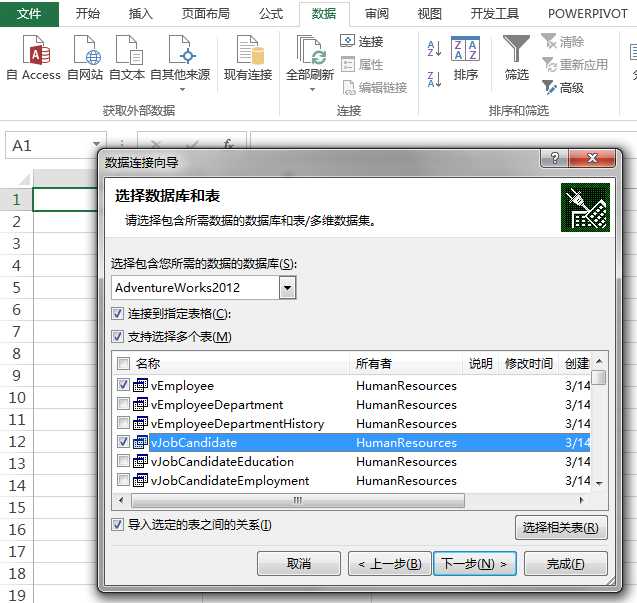 文件 开始 插入 页面布局 公式 数据 审阅 视图 开发工具 POWERPIVOT
自 Access 自网站 自文本 自其他来源 现有连接 全部刷新 连接 属性 编辑链接 排序 筛选 清除 重新应用 高级
获取外部数据 连接 排序和筛选
A1 fx
数据连接向导
选择数据库和表
请选择包含所需数据的数据库和表/多维数据集。
选择包含您所需的数据的数据库(S):
AdventureWorks2012
连接到指定表格(C):
支持选择多个表(M)
名称 所有者 说明 修改时间 创建
vEmployee HumanResources 3/14
vEmployeeDepartment HumanResources 3/14
vEmployeeDepartmentHistory HumanResources 3/14
vJobCandidate HumanResources 3/14
vJobCandidateEducation HumanResources 3/14
vJobCandidateEmployment HumanResources 3/14
导入选定的表之间的关系(I) 选择相关表(R)
取消 < 上一步(B) 下一步(N) > 完成(F)
1
2
3
4
5
6
7
8
9
10
11
12
13
14
15
16
17
18
19